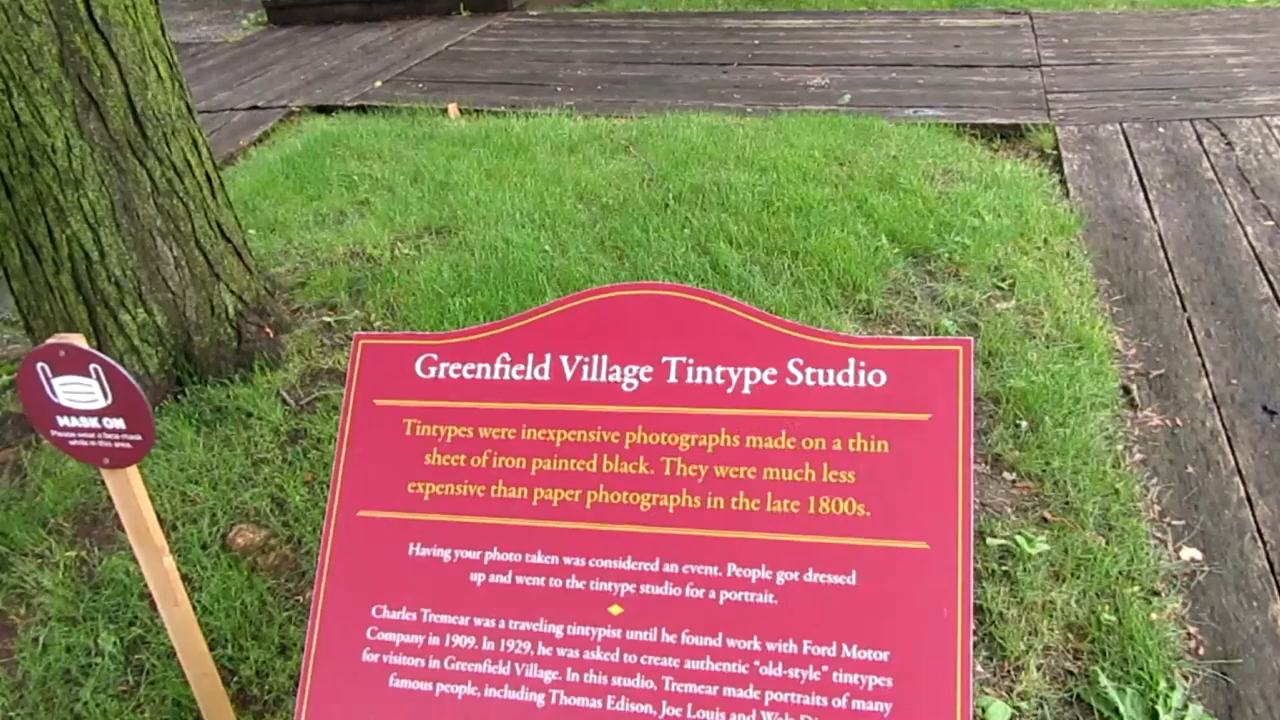 Greenfield Village Tintype Studio
Tintypes were inexpensive photographs made on a thin
sheet of iron painted black. They were much less
expensive than paper photographs in the late 1800s.
Having your photo taken was considered an event. People got dressed
up and went to the tintype studio for a portrait.
Charles Tremear was a traveling tintypist until he found work with Ford Motor
Company in 1909. In 1929, he was asked to create authentic "old-style" tintypes
for visitors in Greenfield Village. In this studio, Tremear made portraits of many
famous people, including Thomas Edison, Joe Louis and
MASK ON
Please wear a face mask
while in this area.